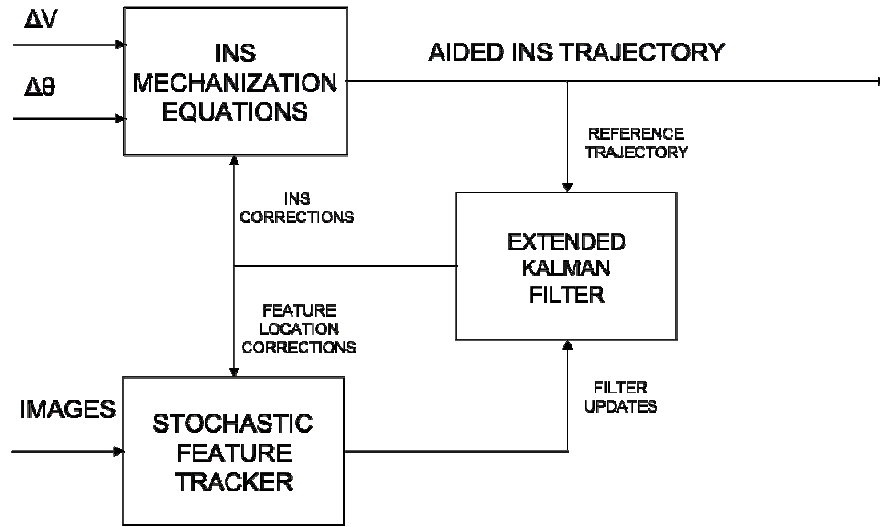 ΔV
Δθ
INS
MECHANIZATION
EQUATIONS
AIDED INS TRAJECTORY
REFERENCE
TRAJECTORY
INS
CORRECTIONS
EXTENDED
KALMAN
FILTER
FEATURE
LOCATION
CORRECTIONS
IMAGES
STOCHASTIC
FEATURE
TRACKER
FILTER
UPDATES